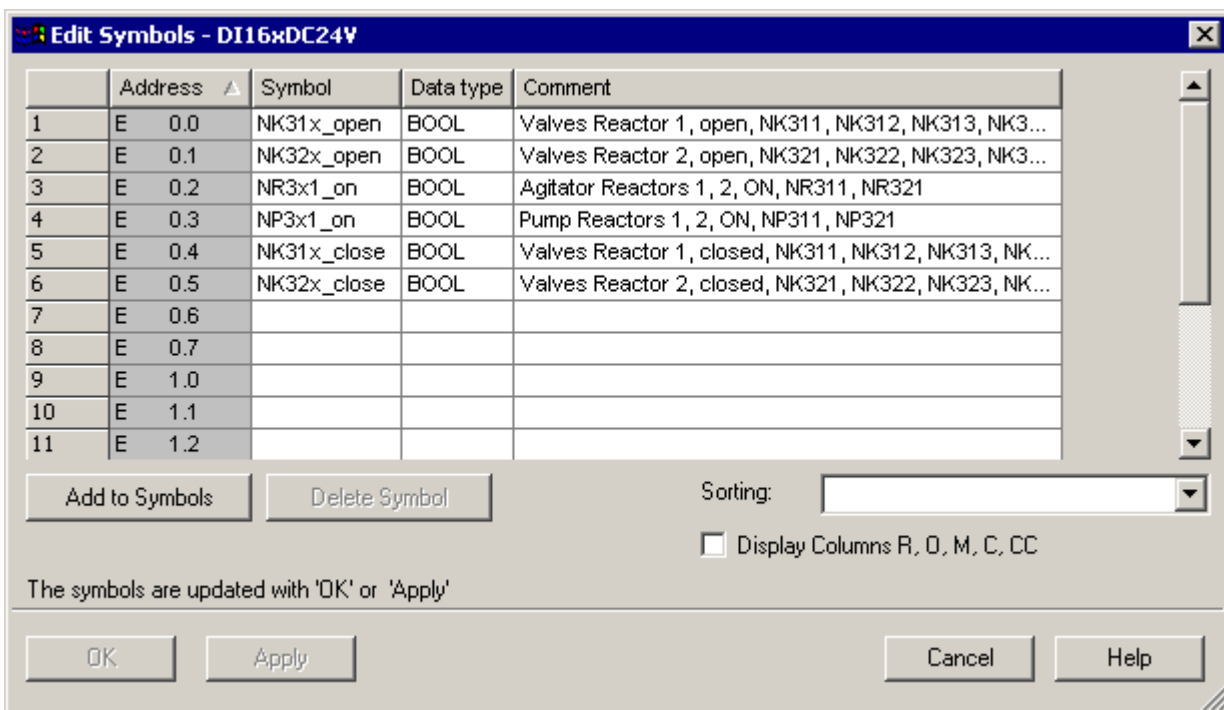 Edit Symbols - DI16xDC24V
Address Symbol Data type Comment
1 E 0.0 NK31x_open BOOL Valves Reactor 1, open, NK311, NK312, NK313, NK3...
2 E 0.1 NK32x_open BOOL Valves Reactor 2, open, NK321, NK322, NK323, NK3...
3 E 0.2 NR3x1_on BOOL Agitator Reactors 1, 2, ON, NR311, NR321
4 E 0.3 NP3x1_on BOOL Pump Reactors 1, 2, ON, NP311, NP321
5 E 0.4 NK31x_close BOOL Valves Reactor 1, closed, NK311, NK312, NK313, NK...
6 E 0.5 NK32x_close BOOL Valves Reactor 2, closed, NK321, NK322, NK323, NK...
7 E 0.6
8 E 0.7
9 E 1.0
10 E 1.1
11 E 1.2
Add to Symbols Delete Symbol Sorting:
Display Columns R, O, M, C, CC
The symbols are updated with 'OK' or 'Apply'
OK Apply Cancel Help